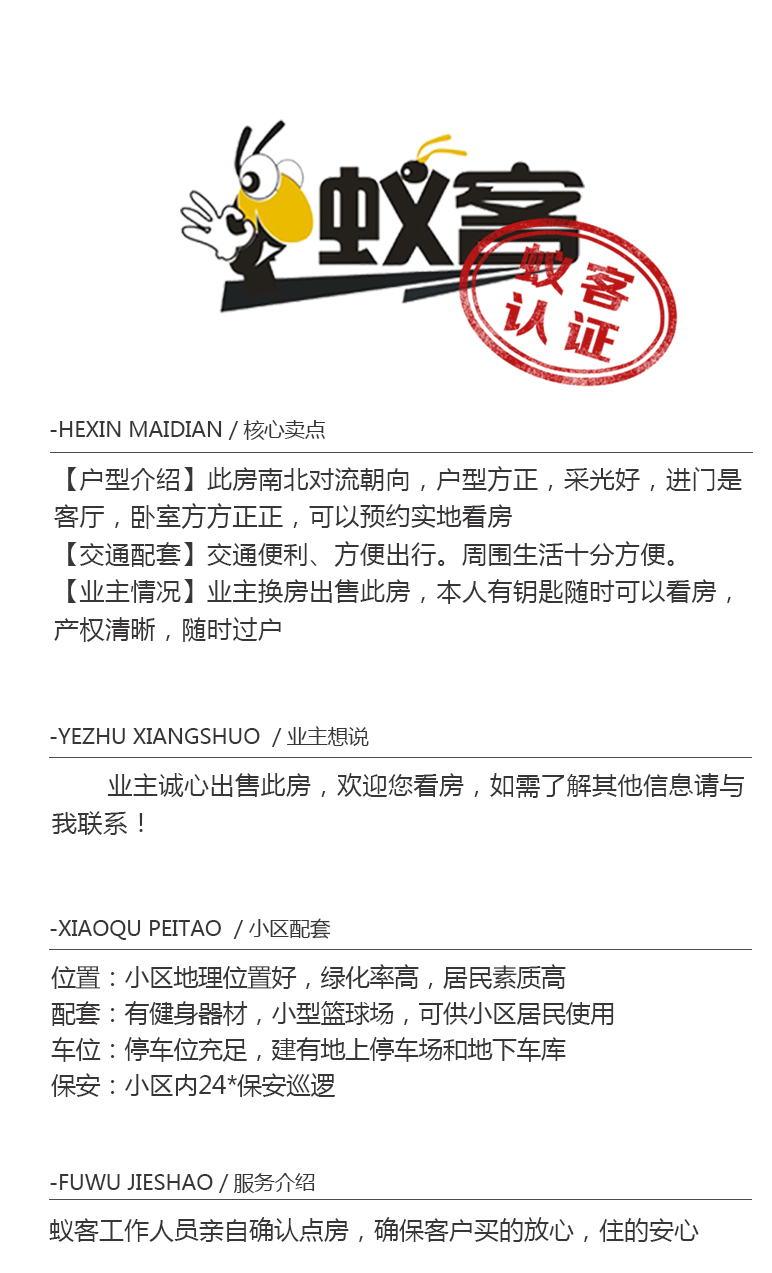 蚁客
蚁客
认证
-HEXIN MAIDIAN / 核心卖点
【户型介绍】此房南北对流朝向，户型方正，采光好，进门是
客厅，卧室方方正正，可以预约实地看房
【交通配套】交通便利、方便出行。周围生活十分方便。
【业主情况】业主换房出售此房，本人有钥匙随时可以看房，
产权清晰，随时过户
-YEZHU XIANGSHUO / 业主想说
业主诚心出售此房，欢迎您看房，如需了解其他信息请与
我联系！
-XIAOQU PEITAO / 小区配套
位置：小区地理位置好，绿化率高，居民素质高
配套：有健身器材，小型篮球场，可供小区居民使用
车位：停车位充足，建有地上停车场和地下车库
保安：小区内24*保安巡逻
-FUWU JIESHAO / 服务介绍
蚁客工作人员亲自确认点房，确保客户买的放心，住的安心